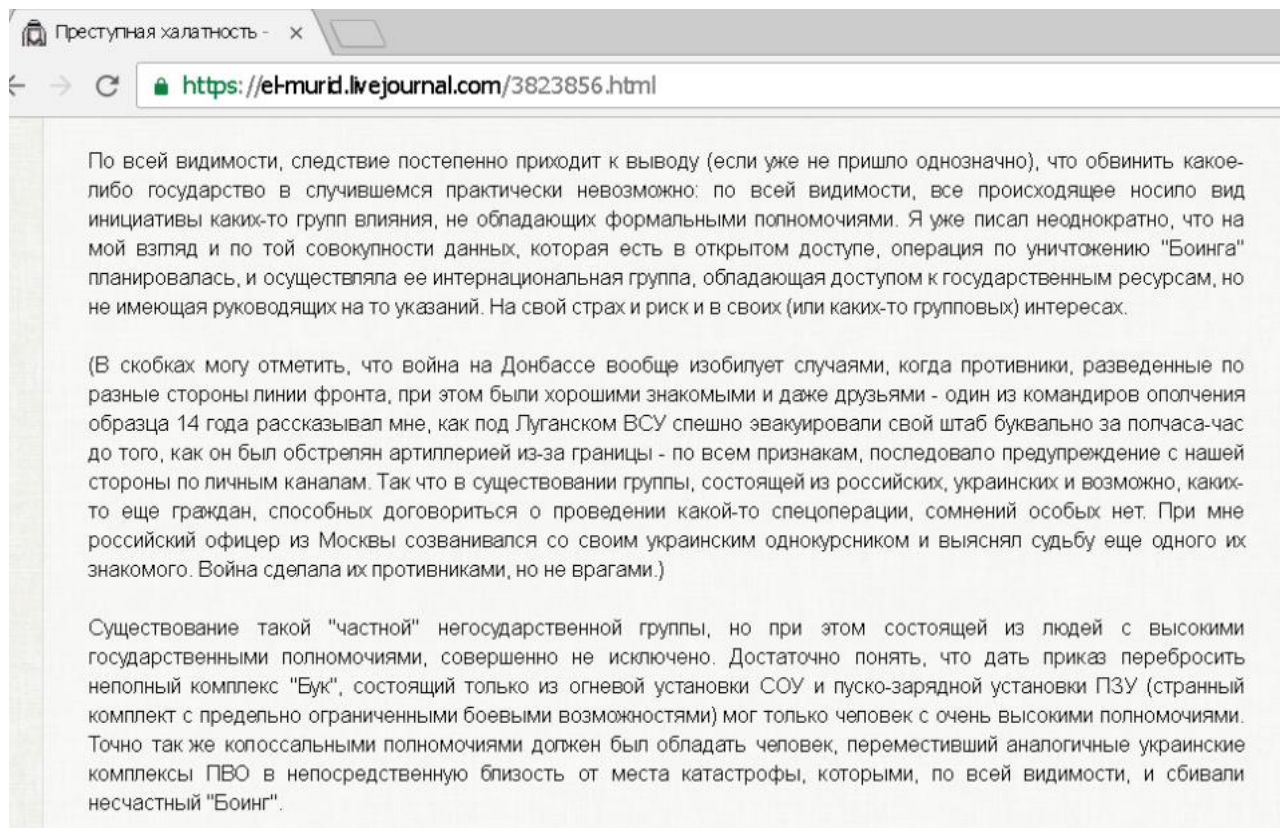 Преступная халатность -
https://el-murid.livejournal.com/3823856.html
По всей видимости, следствие постепенно приходит к выводу (если уже не пришло однозначно), что обвинить какое-
либо государство в случившемся практически невозможно: по всей видимости, все происходящее носило вид
инициативы каких-то групп влияния, не обладающих формальными полномочиями. Я уже писал неоднократно, что на
мой взгляд и по той совокупности данных, которая есть в открытом доступе, операция по уничтожению "Боинга"
планировалась, и осуществляла ее интернациональная группа, обладающая доступом к государственным ресурсам, но
не имеющая руководящих на то указаний. На свой страх и риск и в своих (или каких-то групповых) интересах.
(В скобках могу отметить, что война на Донбассе вообще изобилует случаями, когда противники, разведенные по
разные стороны линии фронта, при этом были хорошими знакомыми и даже друзьями - один из командиров ополчения
образца 14 года рассказывал мне, как под Луганском ВСУ спешно эвакуировали свой штаб буквально за полчаса-час
до того, как он был обстрелян артиллерией из-за границы - по всем признакам, последовало предупреждение с нашей
стороны по личным каналам. Так что в существовании группы, состоящей из российских, украинских и возможно, каких-
то еще граждан, способных договориться о проведении какой-то спецоперации, сомнений особых нет. При мне
российский офицер из Москвы созванивался со своим украинским однокурсником и выяснял судьбу еще одного их
знакомого. Война сделала их противниками, но не врагами.)
Существование такой "частной" негосударственной группы, но при этом состоящей из людей с высокими
государственными полномочиями, совершенно не исключено. Достаточно понять, что дать приказ перебросить
неполный комплекс "Бук", состоящий только из огневой установки СОУ и пуско-зарядной установки ПЗУ (странный
комплект с предельно ограниченными боевыми возможностями) мог только человек с очень высокими полномочиями.
Точно так же колоссальными полномочиями должен был обладать человек, переместивший аналогичные украинские
комплексы ПВО в непосредственную близость от места катастрофы, которыми, по всей видимости, и сбивали
несчастный "Боинг".